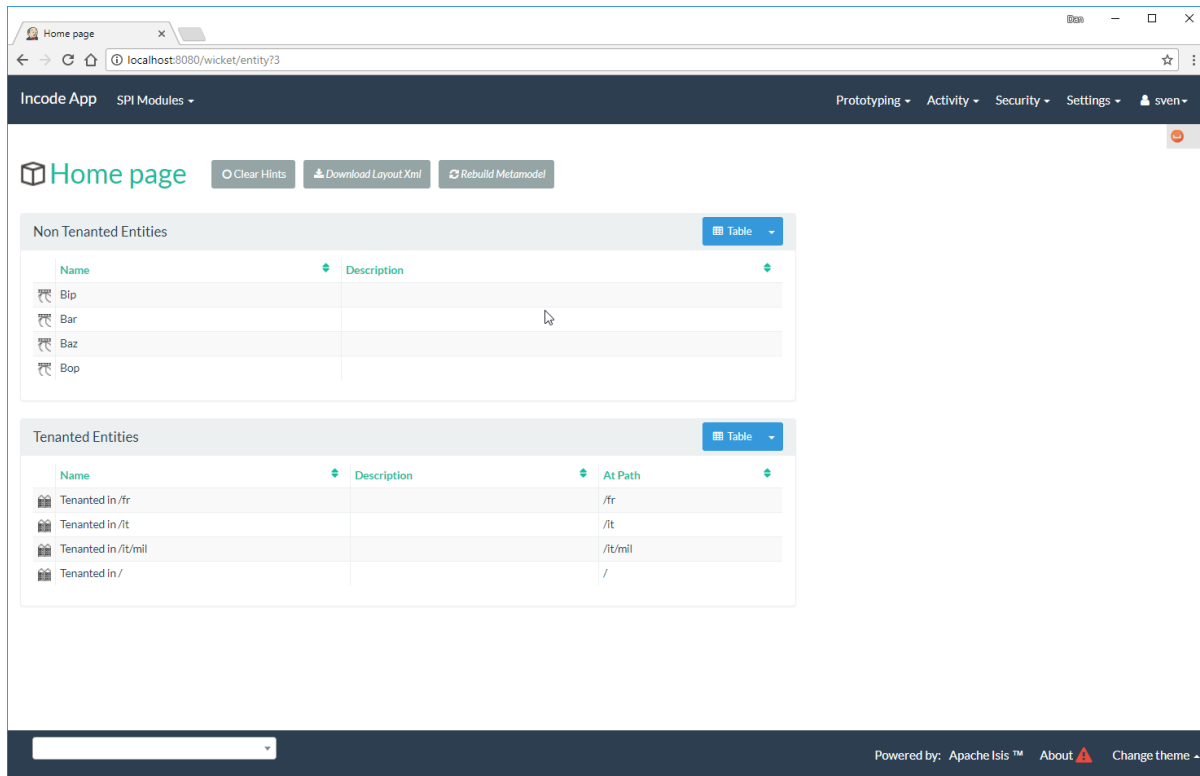 Dan
Home page
localhost:8080/wicket/entity?3
Incode App SPI Modules Prototyping Activity Security Settings sven
Home page Clear Hints Download Layout Xml Rebuild Metamodel
Non Tenanted Entities Table
Name Description
Bip
Bar
Baz
Bop
Tenanted Entities Table
Name Description At Path
Tenanted in /fr /fr
Tenanted in /it /it
Tenanted in /it/mil /it/mil
Tenanted in / /
Powered by: Apache Isis ™ About Change theme